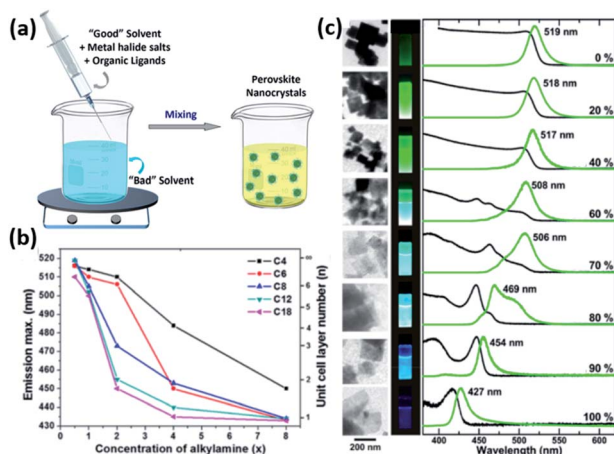 (a)
"Good" Solvent
+ Metal halide salts
+ Organic Ligands
Mixing
Perovskite
Nanocrystals
"Bad" Solvent
(b)
Emission max. (nm)
520
510
500
490
480
470
460
450
440
430
C4
C6
C8
C12
C18
∞
6
5
4
3
2
1
Unit cell layer number (n)
0
2
4
6
8
Concentration of alkylamine (x)
(c)
519 nm
0 %
518 nm
20 %
517 nm
40 %
508 nm
60 %
506 nm
70 %
469 nm
80 %
454 nm
90 %
427 nm
100 %
200 nm
400 450 500 550 600
Wavelength (nm)